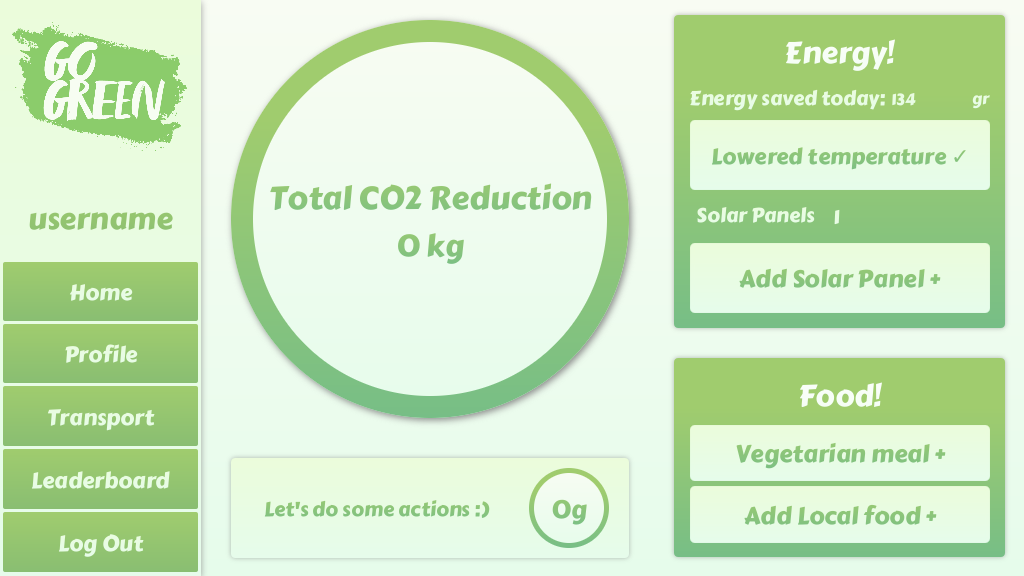 GO
GREEN
username
Home
Profile
Transport
Leaderboard
Log Out
Total CO2 Reduction
0 kg
Let's do some actions :)
0g
Energy!
Energy saved today: 134 gr
Lowered temperature ✓
Solar Panels 1
Add Solar Panel +
Food!
Vegetarian meal +
Add Local food +